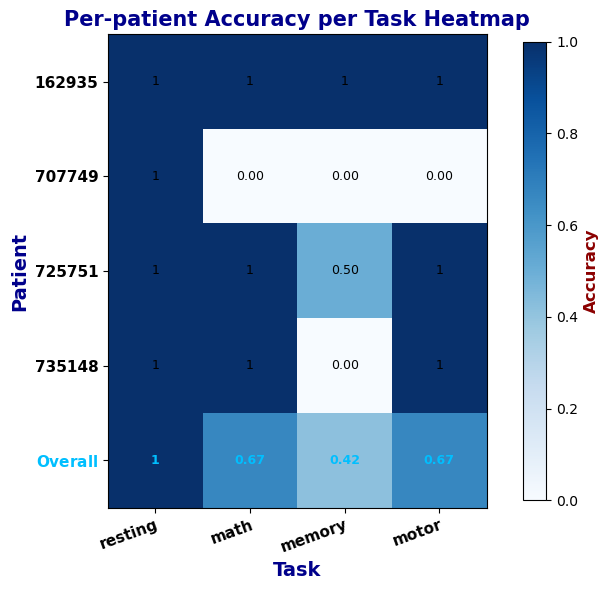 Per-patient Accuracy per Task Heatmap
1.0
162935 1 1 1 1
0.8
707749 1 0.00 0.00 0.00
0.6
725751 1 1 0.50 1
0.4
735148 1 1 0.00 1
0.2
Overall 1 0.67 0.42 0.67
0.0
resting math memory motor
Task
Patient
Accuracy